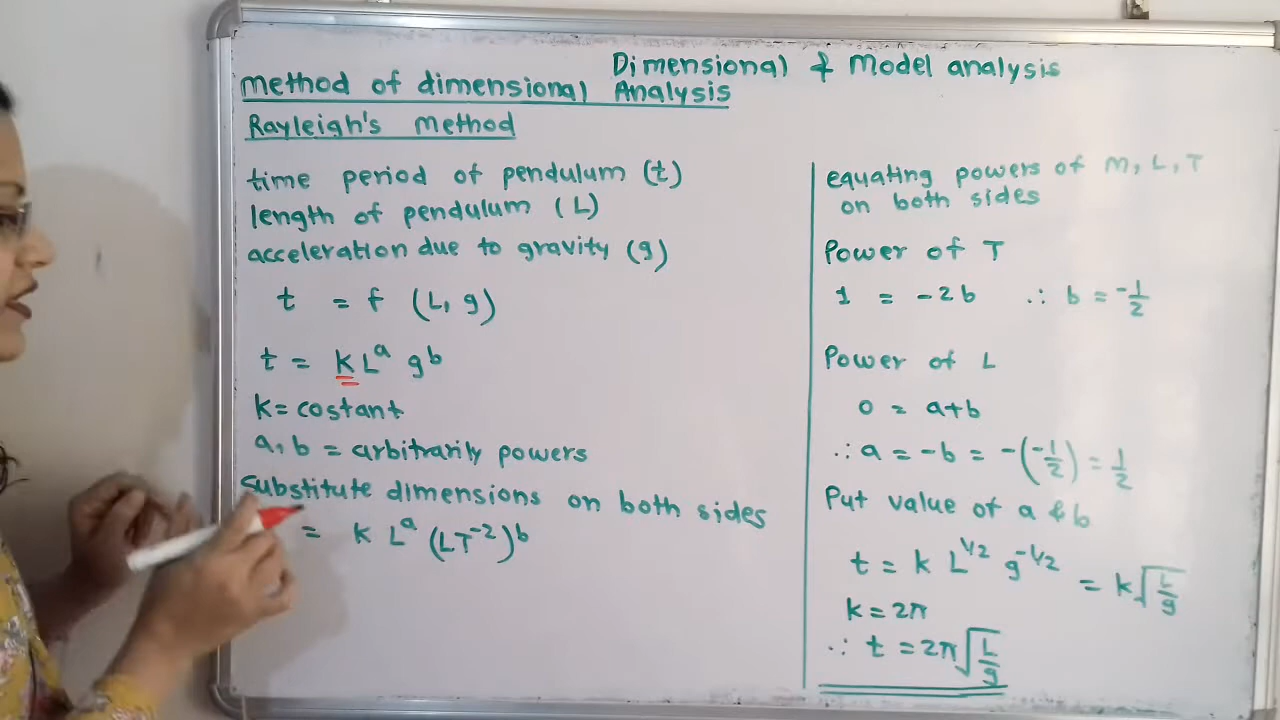 Dimensional & Model analysis
method of dimensional Analysis
Rayleigh's method
time period of pendulum (t)
length of pendulum (L)
acceleration due to gravity (g)
t = f (L, g)
t = k L^a g^b
k = costant
a, b = arbitrarily powers
substitute dimensions on both sides
= k L^a (LT^-2)^b
equating powers of M, L, T
on both sides
Power of T
1 = -2b ∴ b = -1/2
Power of L
0 = a+b
∴ a = -b = -(-1/2) = 1/2
Put value of a & b
t = k L^1/2 g^-1/2 = k√(L/g)
k = 2π
∴ t = 2π√(L/g)